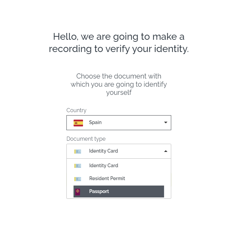 Hello, we are going to make a
recording to verify your identity.
Choose the document with
which you are going to identify
yourself
Country
Spain
Document type
Identity Card
Identity Card
Resident Permit
Passport